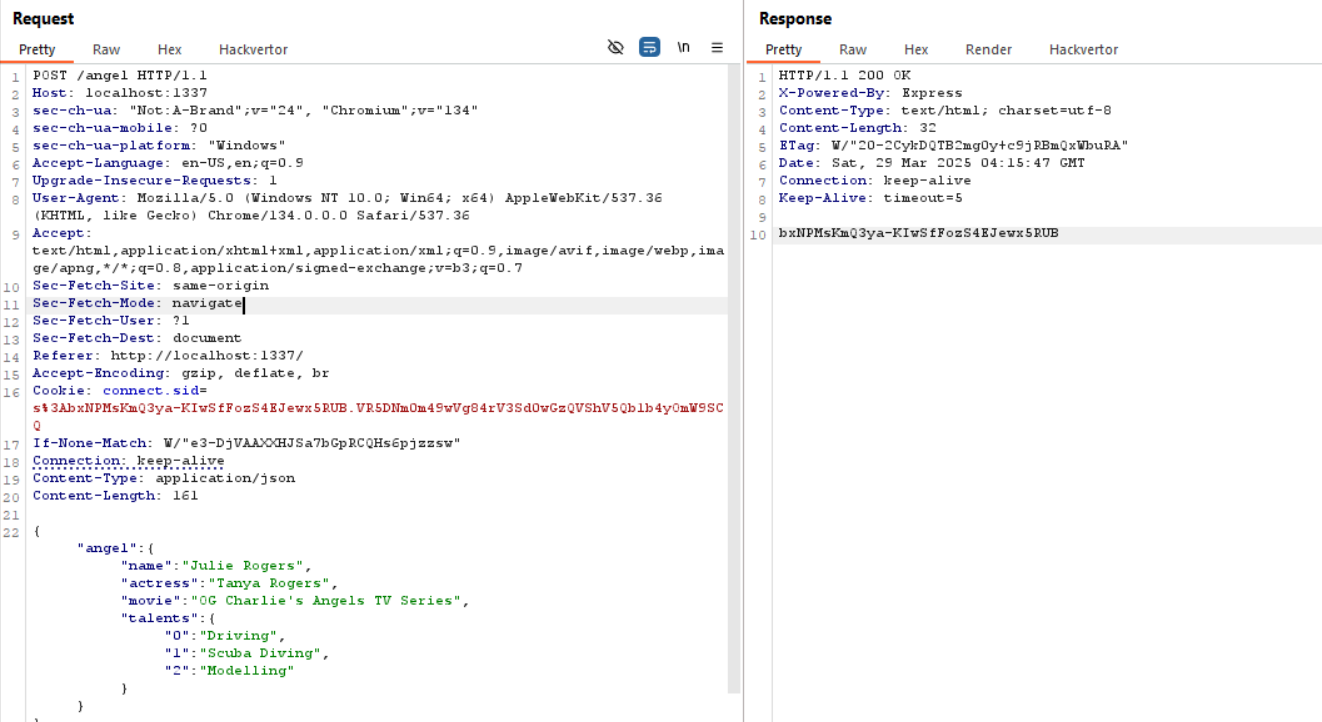 Request
Pretty Raw Hex Hackvertor \n
1 POST /angel HTTP/1.1
2 Host: localhost:1337
3 sec-ch-ua: "Not:A-Brand";v="24", "Chromium";v="134"
4 sec-ch-ua-mobile: ?0
5 sec-ch-ua-platform: "Windows"
6 Accept-Language: en-US,en;q=0.9
7 Upgrade-Insecure-Requests: 1
8 User-Agent: Mozilla/5.0 (Windows NT 10.0; Win64; x64) AppleWebKit/537.36
(KHTML, like Gecko) Chrome/134.0.0.0 Safari/537.36
9 Accept:
text/html,application/xhtml+xml,application/xml;q=0.9,image/avif,image/webp,ima
ge/apng,*/*;q=0.8,application/signed-exchange;v=b3;q=0.7
10 Sec-Fetch-Site: same-origin
11 Sec-Fetch-Mode: navigate
12 Sec-Fetch-User: ?1
13 Sec-Fetch-Dest: document
14 Referer: http://localhost:1337/
15 Accept-Encoding: gzip, deflate, br
16 Cookie: connect.sid=
s%3AbxNPMsKmQ3ya-KIwSfFozS4EJewx5RUB.VR5DNm0m49wVg84rV3Sd0wGzQVShV5Qb1b4y0mW9SC
Q
17 If-None-Match: W/"e3-DjVAAXXHJSa7bGpRCQHs6pjzzsw"
18 Connection: keep-alive
19 Content-Type: application/json
20 Content-Length: 161
21
22 {
"angel":{
"name":"Julie Rogers",
"actress":"Tanya Rogers",
"movie":"OG Charlie's Angels TV Series",
"talents":{
"0":"Driving",
"1":"Scuba Diving",
"2":"Modelling"
}
}
Response
Pretty Raw Hex Render Hackvertor
1 HTTP/1.1 200 OK
2 X-Powered-By: Express
3 Content-Type: text/html; charset=utf-8
4 Content-Length: 32
5 ETag: W/"20-2CykDQTB2mg0y+c9jRBmQxWbuRA"
6 Date: Sat, 29 Mar 2025 04:15:47 GMT
7 Connection: keep-alive
8 Keep-Alive: timeout=5
9
10 bxNPMsKmQ3ya-KIwSfFozS4EJewx5RUB